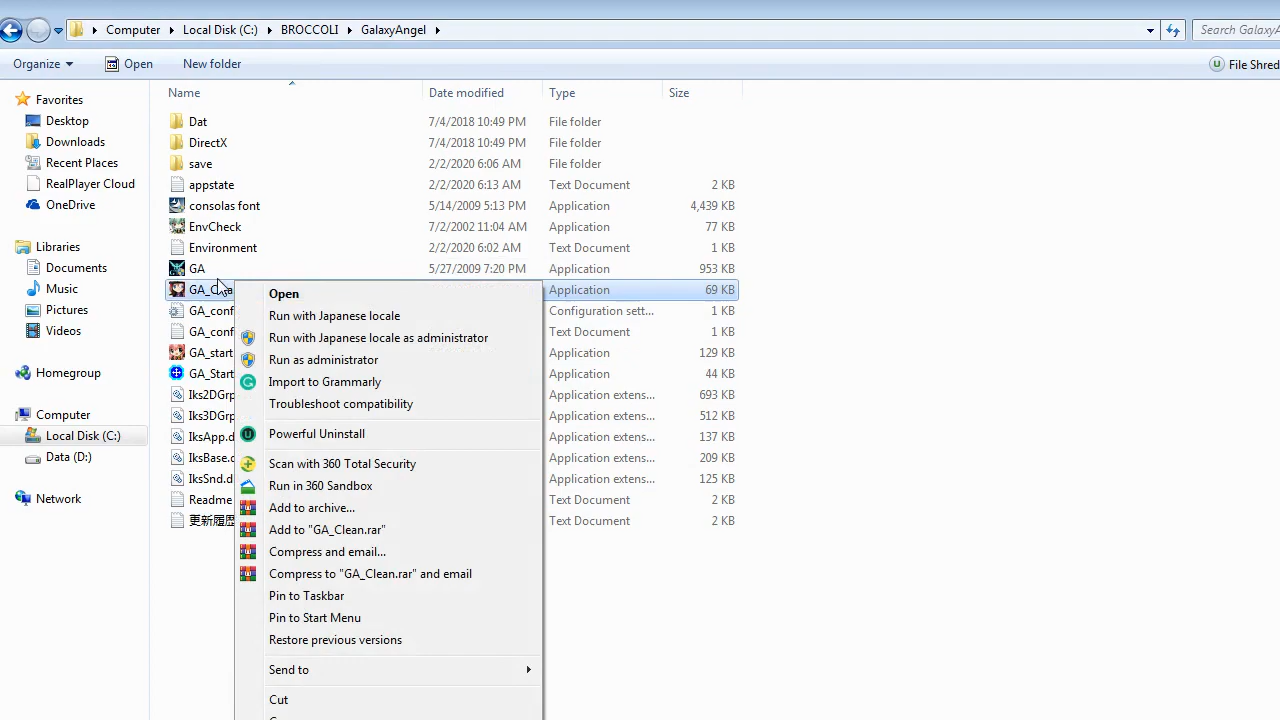 Computer Local Disk (C:) BROCCOLI GalaxyAngel Search GalaxyA
Organize Open New folder File Shred
Name Date modified Type Size
Favorites
Desktop
Downloads
Recent Places
RealPlayer Cloud
OneDrive
Libraries
Documents
Music
Pictures
Videos
Homegroup
Computer
Local Disk (C:)
Data (D:)
Network
Dat 7/4/2018 10:49 PM File folder
DirectX 7/4/2018 10:49 PM File folder
save 2/2/2020 6:06 AM File folder
appstate 2/2/2020 6:13 AM Text Document 2 KB
consolas font 5/14/2009 5:13 PM Application 4,439 KB
EnvCheck 7/2/2002 11:04 AM Application 77 KB
Environment 2/2/2020 6:02 AM Text Document 1 KB
GA 5/27/2009 7:20 PM Application 953 KB
Application 69 KB
GA_conf Configuration sett... 1 KB
GA_conf Text Document 1 KB
GA_start Application 129 KB
GA_Start Application 44 KB
Iks2DGrp Application extens... 693 KB
Iks3DGrp Application extens... 512 KB
IksApp.d Application extens... 137 KB
IksBase.d Application extens... 209 KB
IksSnd.d Application extens... 125 KB
Readme Text Document 2 KB
更新履歴 Text Document 2 KB
Open
Run with Japanese locale
Run with Japanese locale as administrator
Run as administrator
Import to Grammarly
Troubleshoot compatibility
Powerful Uninstall
Scan with 360 Total Security
Run in 360 Sandbox
Add to archive...
Add to "GA_Clean.rar"
Compress and email...
Compress to "GA_Clean.rar" and email
Pin to Taskbar
Pin to Start Menu
Restore previous versions
Send to
Cut